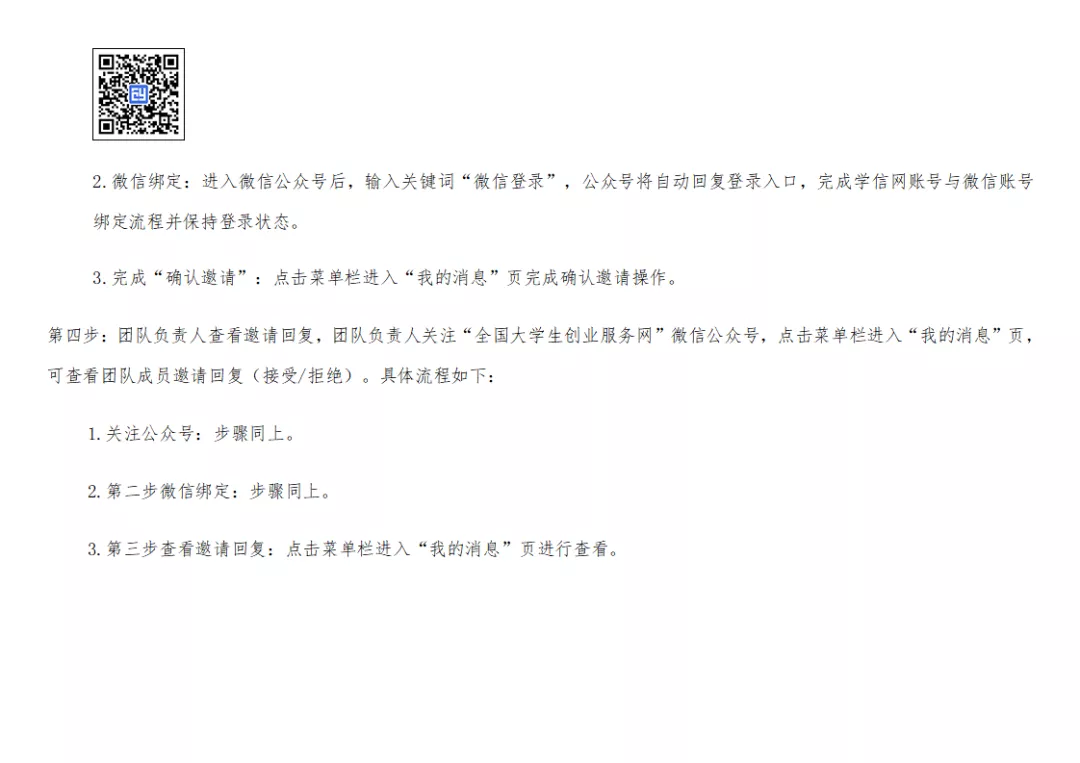 2.微信绑定：进入微信公众号后，输入关键词“微信登录”，公众号将自动回复登录入口，完成学信网账号与微信账号
绑定流程并保持登录状态。
3.完成“确认邀请”：点击菜单栏进入“我的消息”页完成确认邀请操作。
第四步：团队负责人查看邀请回复，团队负责人关注“全国大学生创业服务网”微信公众号，点击菜单栏进入“我的消息”页，
可查看团队成员邀请回复（接受/拒绝）。具体流程如下：
1.关注公众号：步骤同上。
2.第二步微信绑定：步骤同上。
3.第三步查看邀请回复：点击菜单栏进入“我的消息”页进行查看。